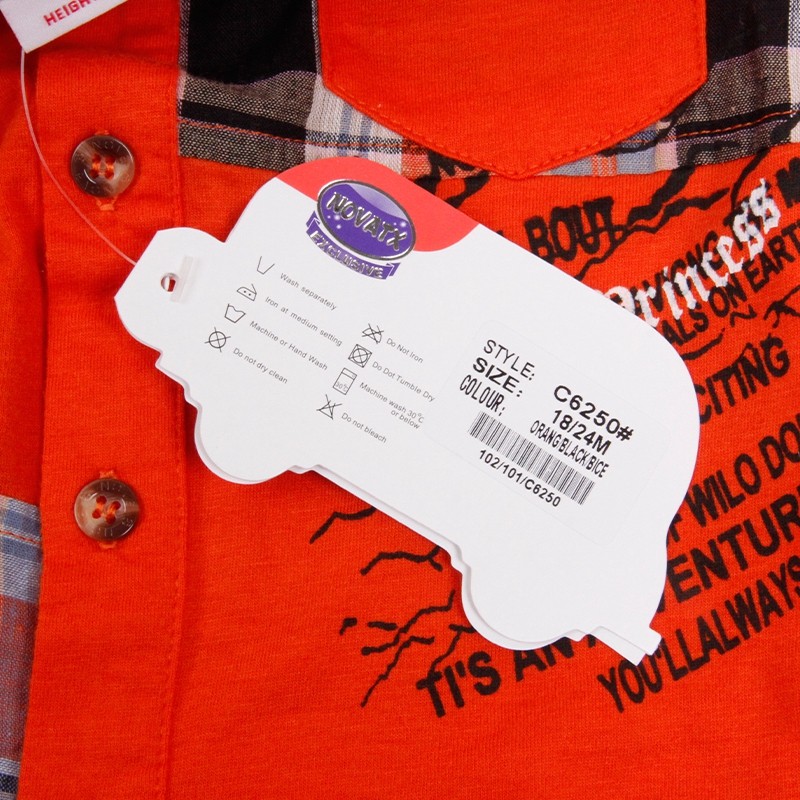 HEIGH
NOVATX
EXCLUSIVE
Wash separately
Iron at medium setting
Machine or Hand Wash
Do not dry clean
Do Not Iron
Do Dot Tumble Dry
30℃
Machine wash 30℃
or below
Do not bleach
STYLE: C6250#
SIZE: 18/24M
COLOUR: ORANG/BLACK/BICE
102/101/C6250
BOUT
Princess
ALS ON EARTH
CITING
F WILO DO
TI'S AN ADVENTUR
YOU'LLALWAYS